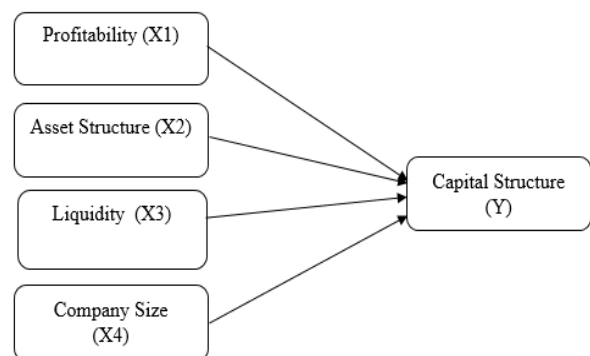 Profitability (X1)
Asset Structure (X2)
Liquidity (X3)
Company Size
(X4)
Capital Structure
(Y)